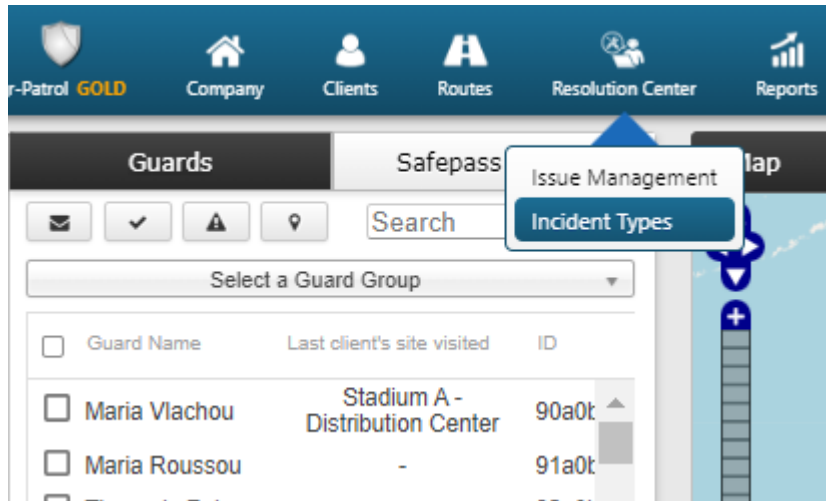 r-Patrol GOLD Company Clients Routes Resolution Center Reports
Guards Safepass Map
Issue Management
Search Incident Types
Select a Guard Group
Guard Name Last client's site visited ID
Stadium A -
Maria Vlachou Distribution Center 90a0b
Maria Roussou - 91a0b